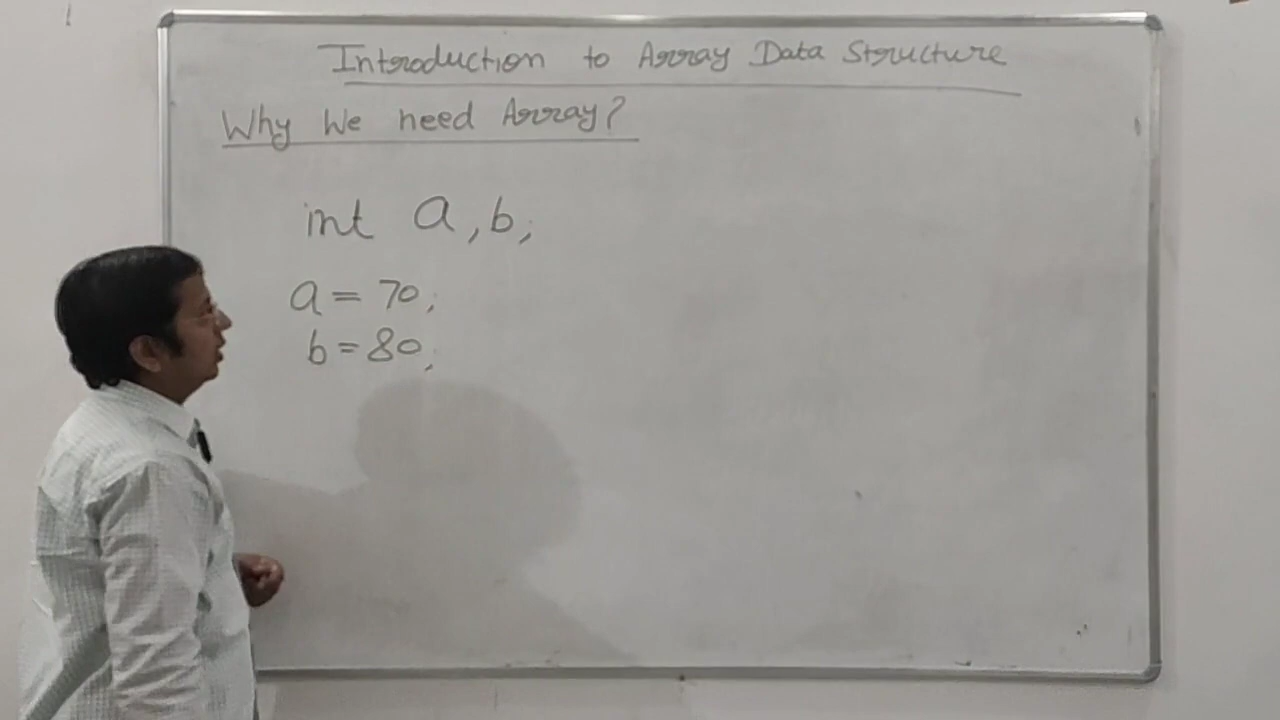 Introduction to Array Data Structure
Why We need Array?
int a, b;
a = 70;
b = 80;